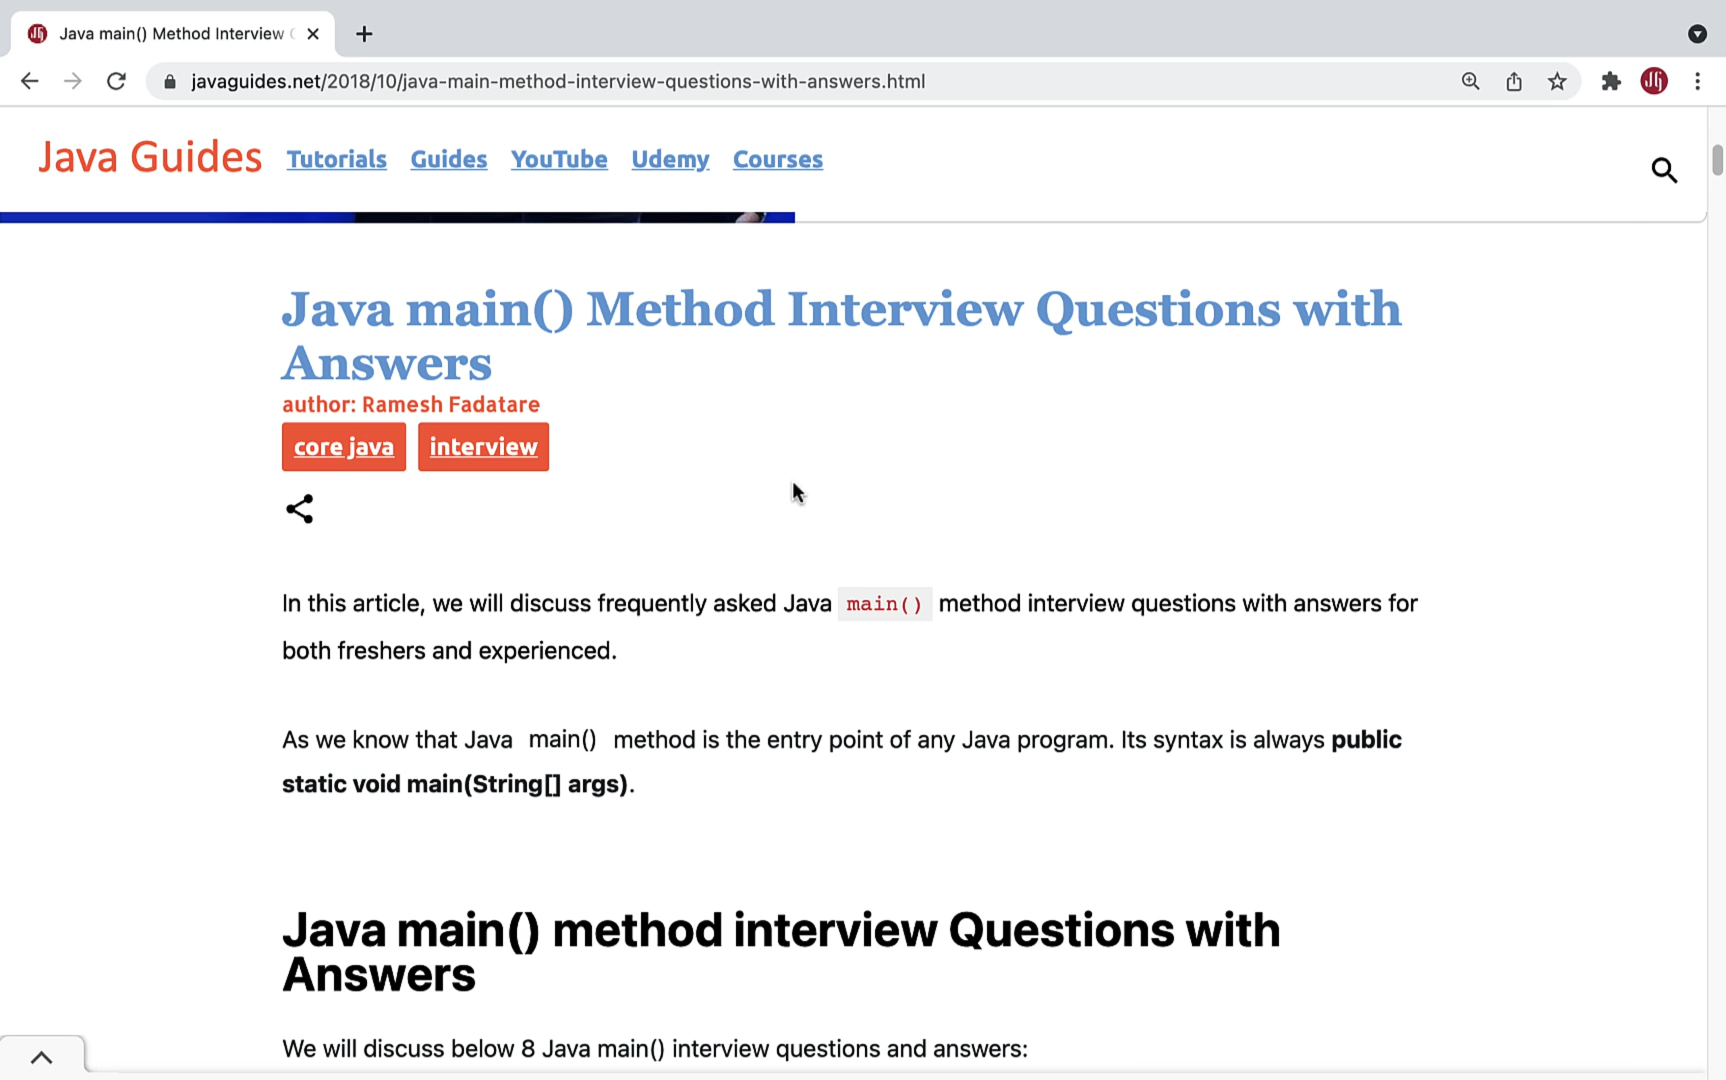 Java main() Method Interview
javaguides.net/2018/10/java-main-method-interview-questions-with-answers.html
Java Guides Tutorials Guides YouTube Udemy Courses
Java main() Method Interview Questions with
Answers
author: Ramesh Fadatare
core java interview
In this article, we will discuss frequently asked Java main() method interview questions with answers for
both freshers and experienced.
As we know that Java main() method is the entry point of any Java program. Its syntax is always public
static void main(String[] args).
Java main() method interview Questions with
Answers
We will discuss below 8 Java main() interview questions and answers: